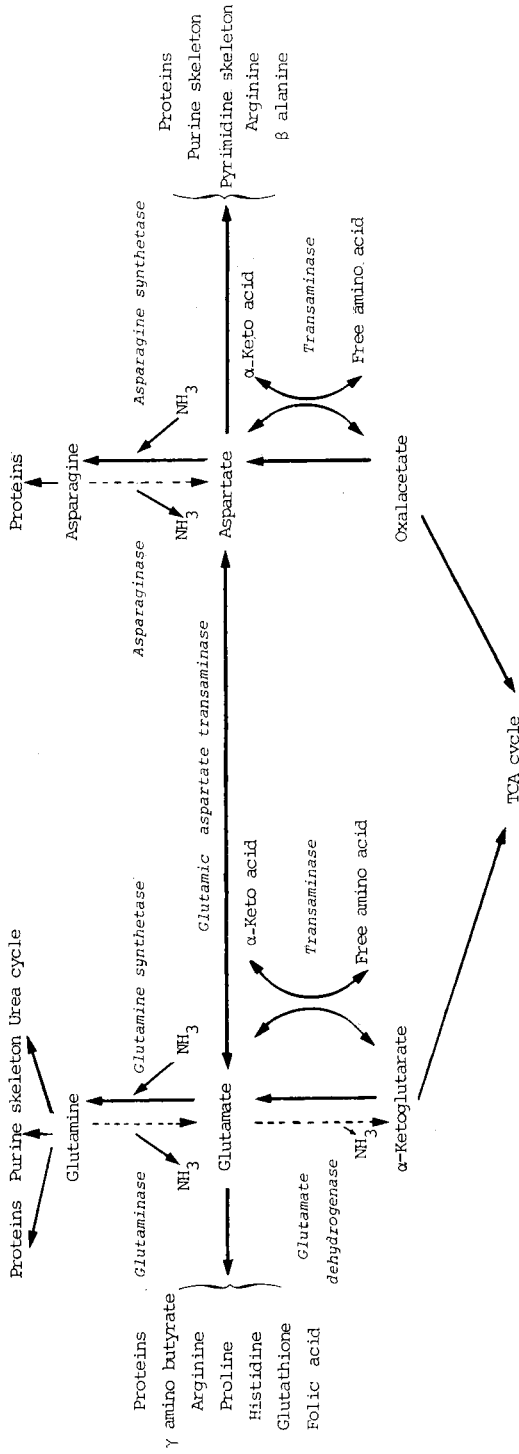 Proteins Purine skeleton Urea cycle
Glutamine
Glutaminase
Glutamine synthetase
NH3
NH3
Proteins
γ amino butyrate
Arginine
Proline
Histidine
Glutathione
Folic acid
Glutamate
Glutamate
dehydrogenase
NH3
α-Keto acid
Transaminase
Free amino acid
α-Ketoglutarate
Glutamic aspartate transaminase
TCA cycle
Proteins
Asparagine
Asparaginase
Asparagine synthetase
NH3
NH3
Aspartate
α-Keto acid
Transaminase
Free amino acid
Oxalacetate
Proteins
Purine skeleton
Pyrimidine skeleton
Arginine
β alanine